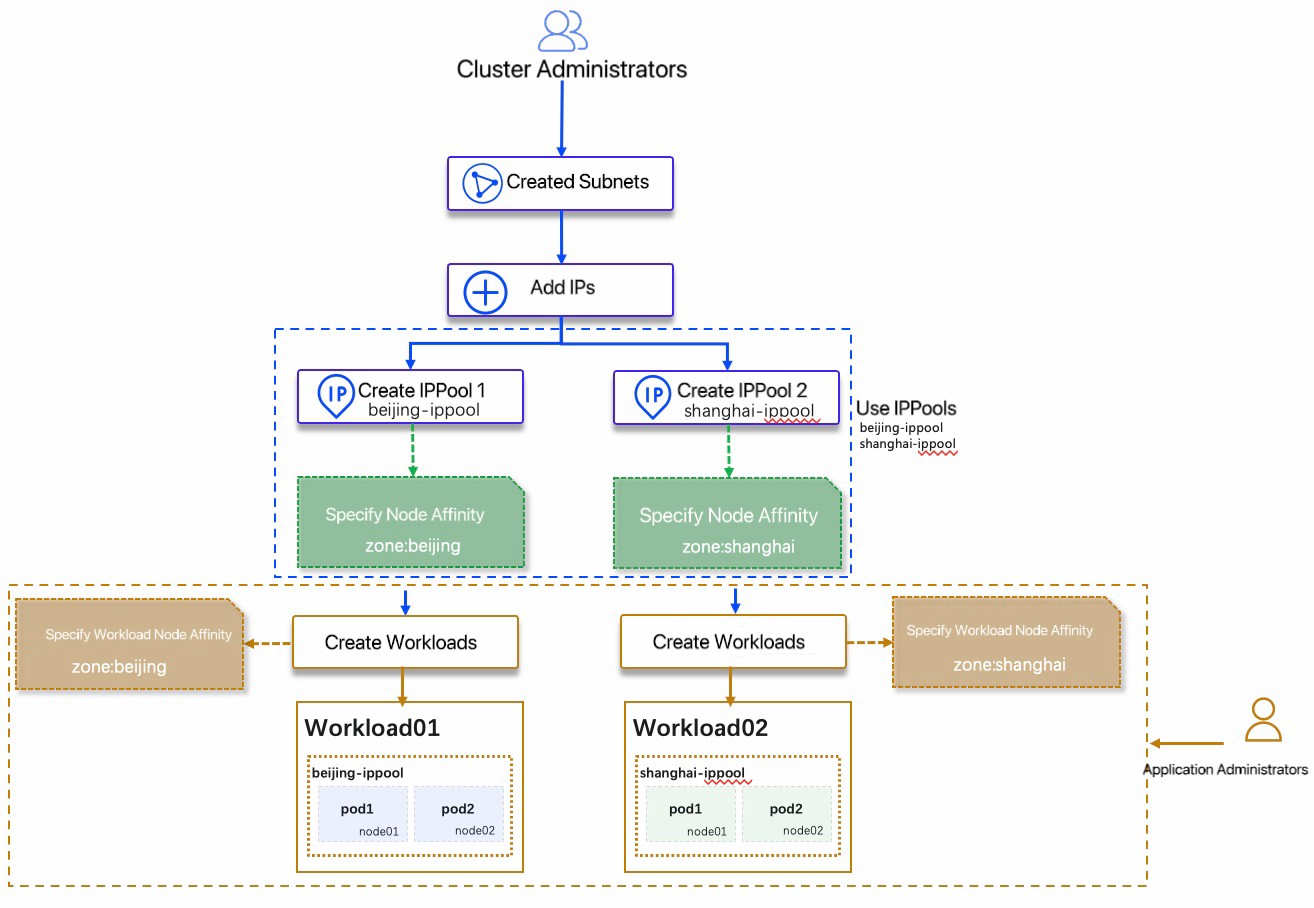 Cluster Administrators
Created Subnets
Add IPs
Create IPPool 1
beijing-ippool
Create IPPool 2
shanghai-ippool
Use IPPools
beijing-ippool
shanghai-ippool
IP
IP
Specify Node Affinity
zone:beijing
Specify Node Affinity
zone:shanghai
Specify Workload Node Affinity
zone:beijing
Create Workloads
Create Workloads
Specify Workload Node Affinity
zone:shanghai
Workload01
beijing-ippool
pod1
node01
pod2
node02
Workload02
shanghai-ippool
pod1
node01
pod2
node02
Application Administrators